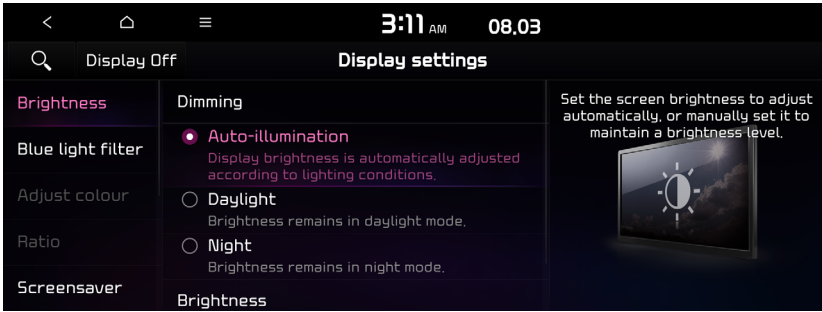 3:11 AM 08.03
Display Off
Display settings
Brightness
Blue light filter
Adjust colour
Ratio
Screensaver
Dimming
Auto-illumination
Display brightness is automatically adjusted
according to lighting conditions.
Daylight
Brightness remains in daylight mode.
Night
Brightness remains in night mode.
Brightness
Set the screen brightness to adjust
automatically, or manually set it to
maintain a brightness level.